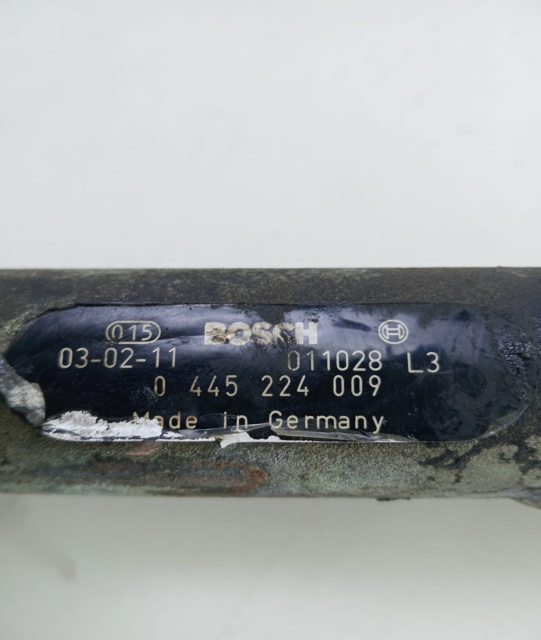 015 BOSCH
03-02-11 011028 L3
0 445 224 009
Made in Germany